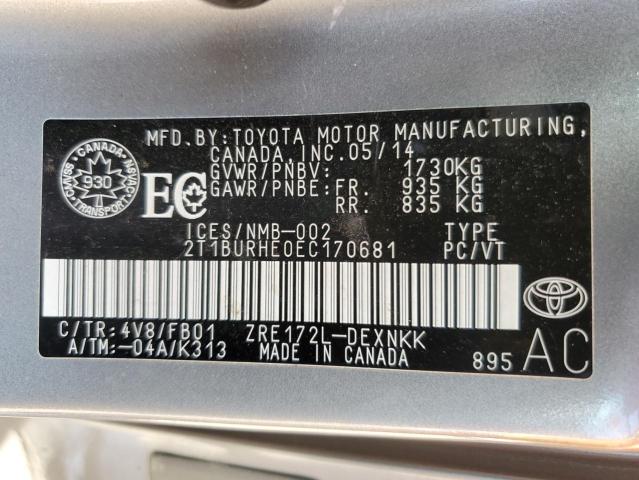 MFD. BY: TOYOTA MOTOR MANUFACTURING,
CANADA, INC. 05/14
GVWR/PNBV: 1730KG
GAWR/PNBE: FR. 935 KG
RR. 835 KG
CANADA
930
TRANSPORT
CMVSS
NSVAC
EC
ICES/NMB-002 TYPE
2T1BURHE0EC170681 PC/VT
C/TR: 4V8/FB01 ZRE172L-DEXNKK
A/TM:-04A/K313 MADE IN CANADA
895 AC